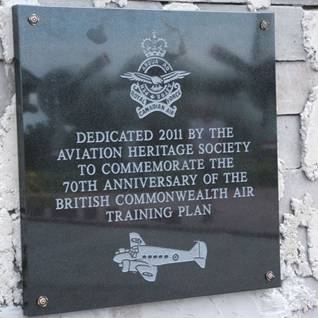 DEDICATED 2011 BY THE
AVIATION HERITAGE SOCIETY
TO COMMEMORATE THE
70TH ANNIVERSARY OF THE
BRITISH COMMONWEALTH AIR
TRAINING PLAN